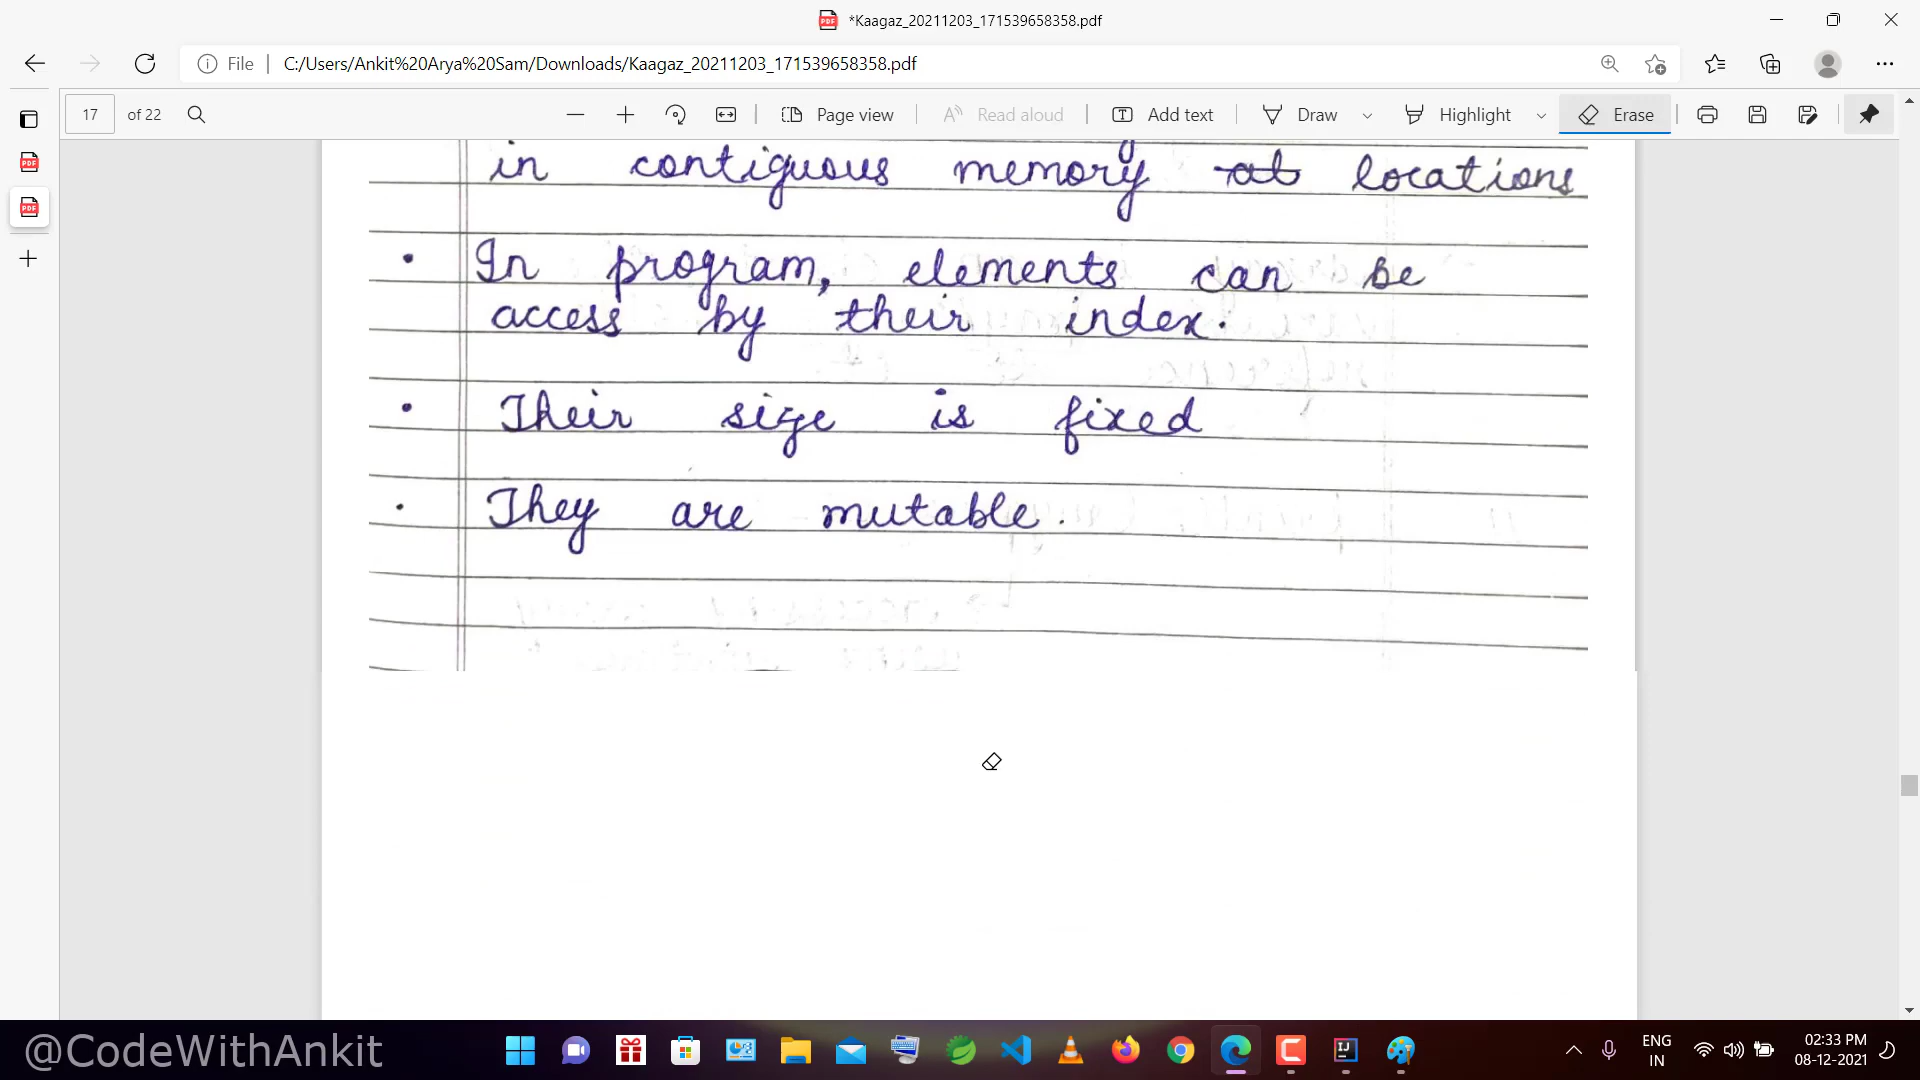 *Kaagaz_20211203_171539658358.pdf
File
C:/Users/Ankit%20Arya%20Sam/Downloads/Kaagaz_20211203_171539658358.pdf
17 of 22
Page view
Read aloud
Add text
Draw
Highlight
Erase
in contiguous memory at locations
• In program, elements can be
access by their index.
• Their size is fixed
• They are mutable.
@CodeWithAnkit
ENG
IN
02:33 PM
08-12-2021